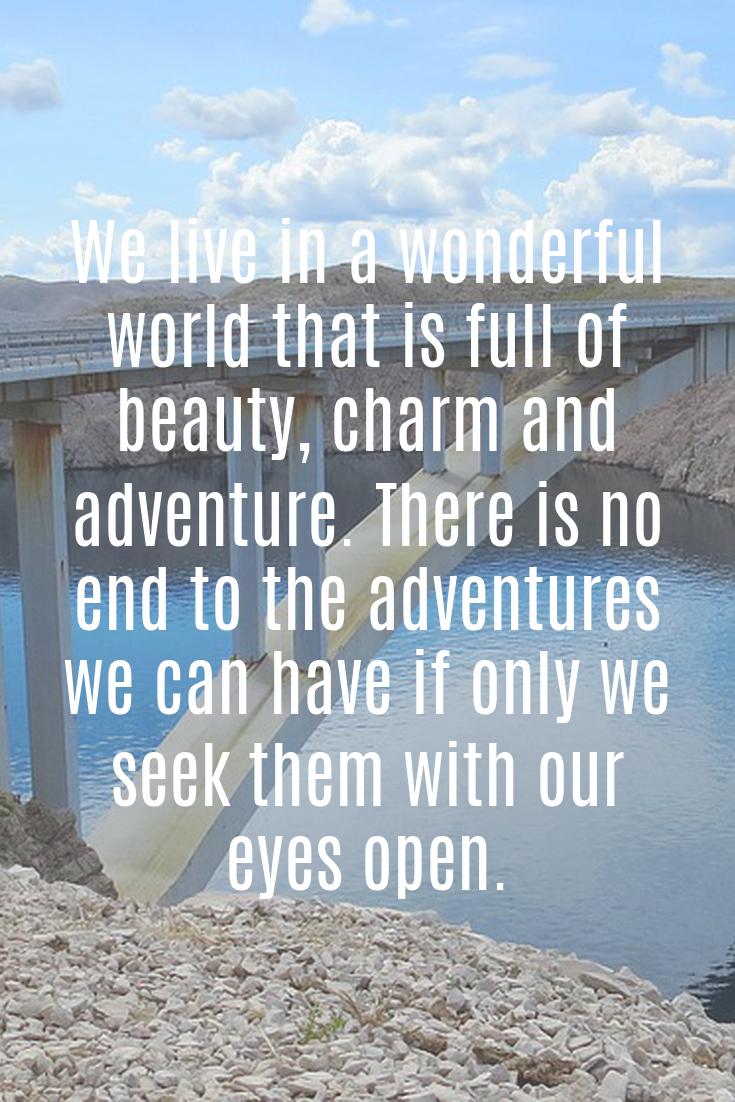 We live in a wonderful
world that is full of
beauty, charm and
adventure. There is no
end to the adventures
we can have if only we
seek them with our
eyes open.